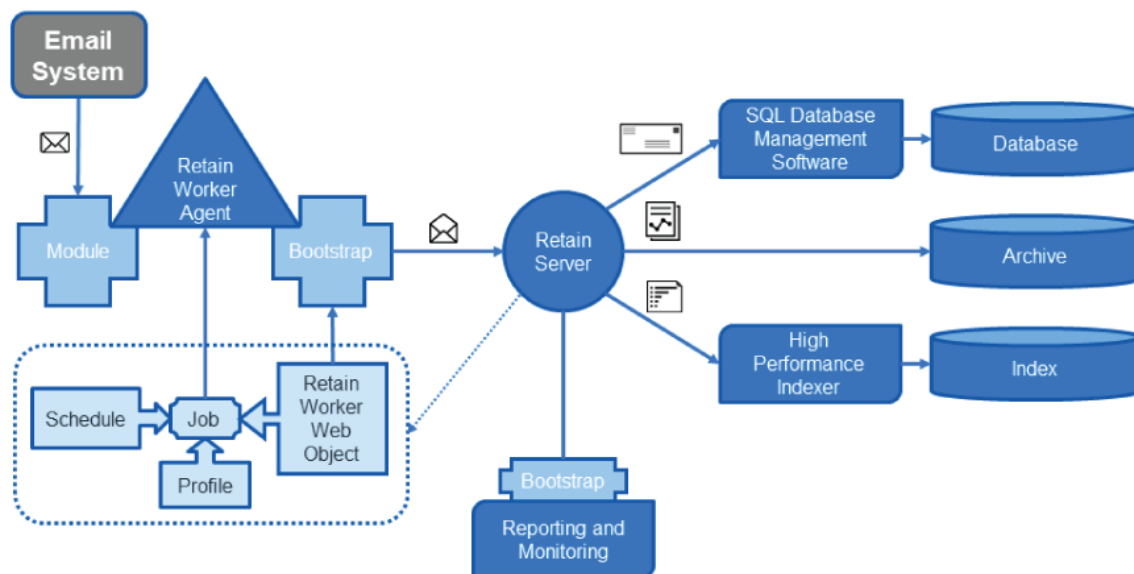 Email
System
Retain
Worker
Agent
Module
Bootstrap
Retain
Server
SQL Database
Management
Software
Database
Archive
High
Performance
Indexer
Index
Schedule
Job
Profile
Retain
Worker
Web
Object
Bootstrap
Reporting and
Monitoring